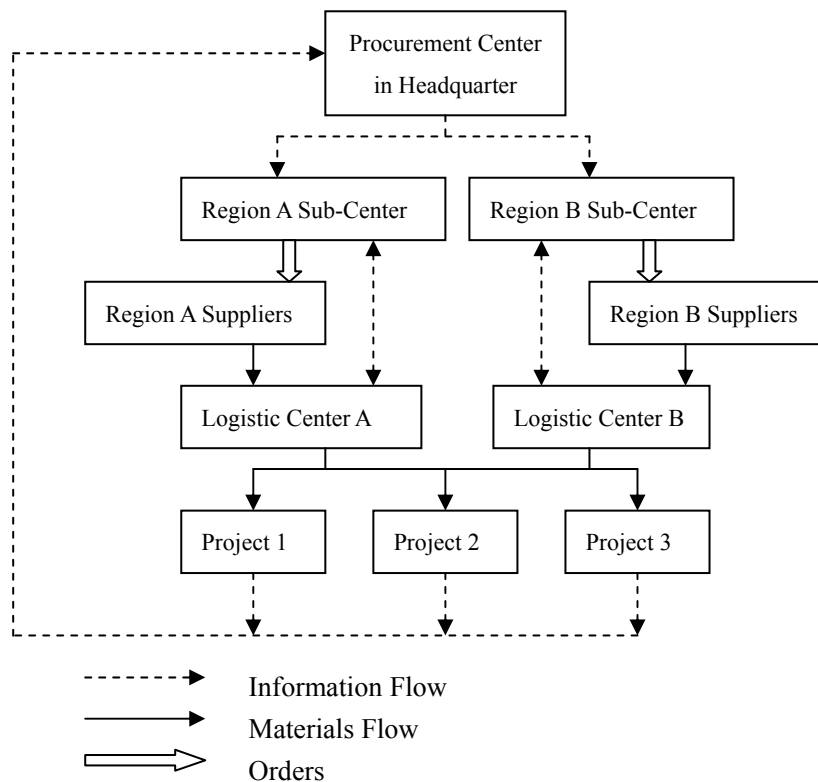 Procurement Center
in Headquarter
Region A Sub-Center
Region B Sub-Center
Region A Suppliers
Region B Suppliers
Logistic Center A
Logistic Center B
Project 1
Project 2
Project 3
Information Flow
Materials Flow
Orders